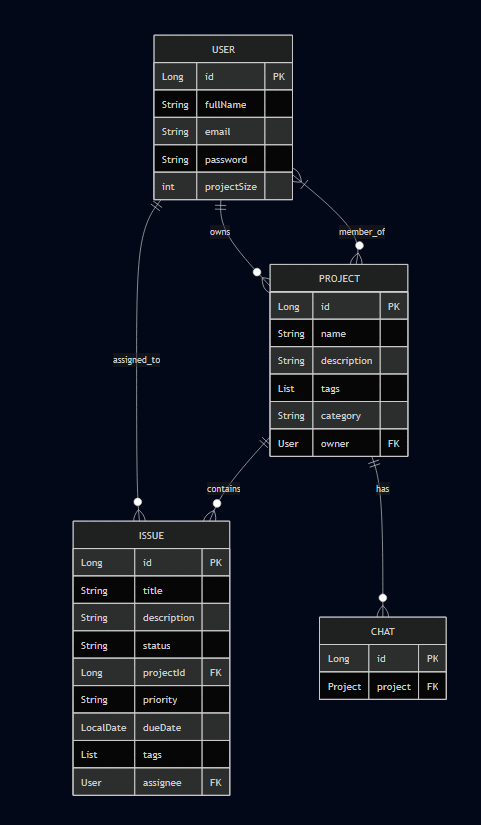 USER
Long id PK
String fullName
String email
String password
int projectSize
owns
member_of
PROJECT
Long id PK
String name
String description
List tags
String category
User owner FK
assigned_to
contains
has
ISSUE
Long id PK
String title
String description
String status
Long projectId FK
String priority
LocalDate dueDate
List tags
User assignee FK
CHAT
Long id PK
Project project FK